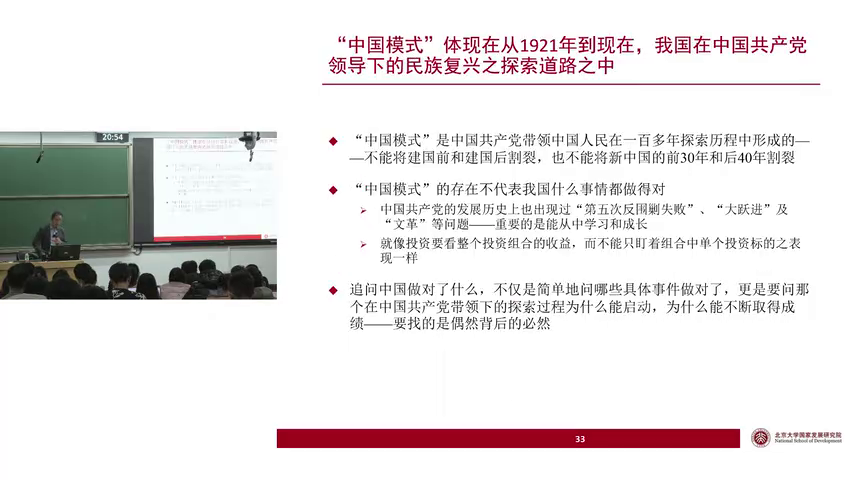 “中国模式”体现在从1921年到现在，我国在中国共产党
领导下的民族复兴之探索道路之中
20:54
“中国模式”是中国共产党带领中国人民在一百多年探索历程中形成的—
—不能将建国前和建国后割裂，也不能将新中国的前30年和后40年割裂
“中国模式”的存在不代表我国什么事情都做得对
中国共产党的发展历史上也出现过“第五次反围剿失败”、“大跃进”及
“文革”等问题——重要的是能从中学习和成长
就像投资要看整个投资组合的收益，而不能只盯着组合中单个投资标的之表
现一样
追问中国做对了什么，不仅是简单地问哪些具体事件做对了，更是要问那
个在中国共产党带领下的探索过程为什么能启动，为什么能不断取得成
绩——要找的是偶然背后的必然
33
北京大学国家发展研究院
National School of Development